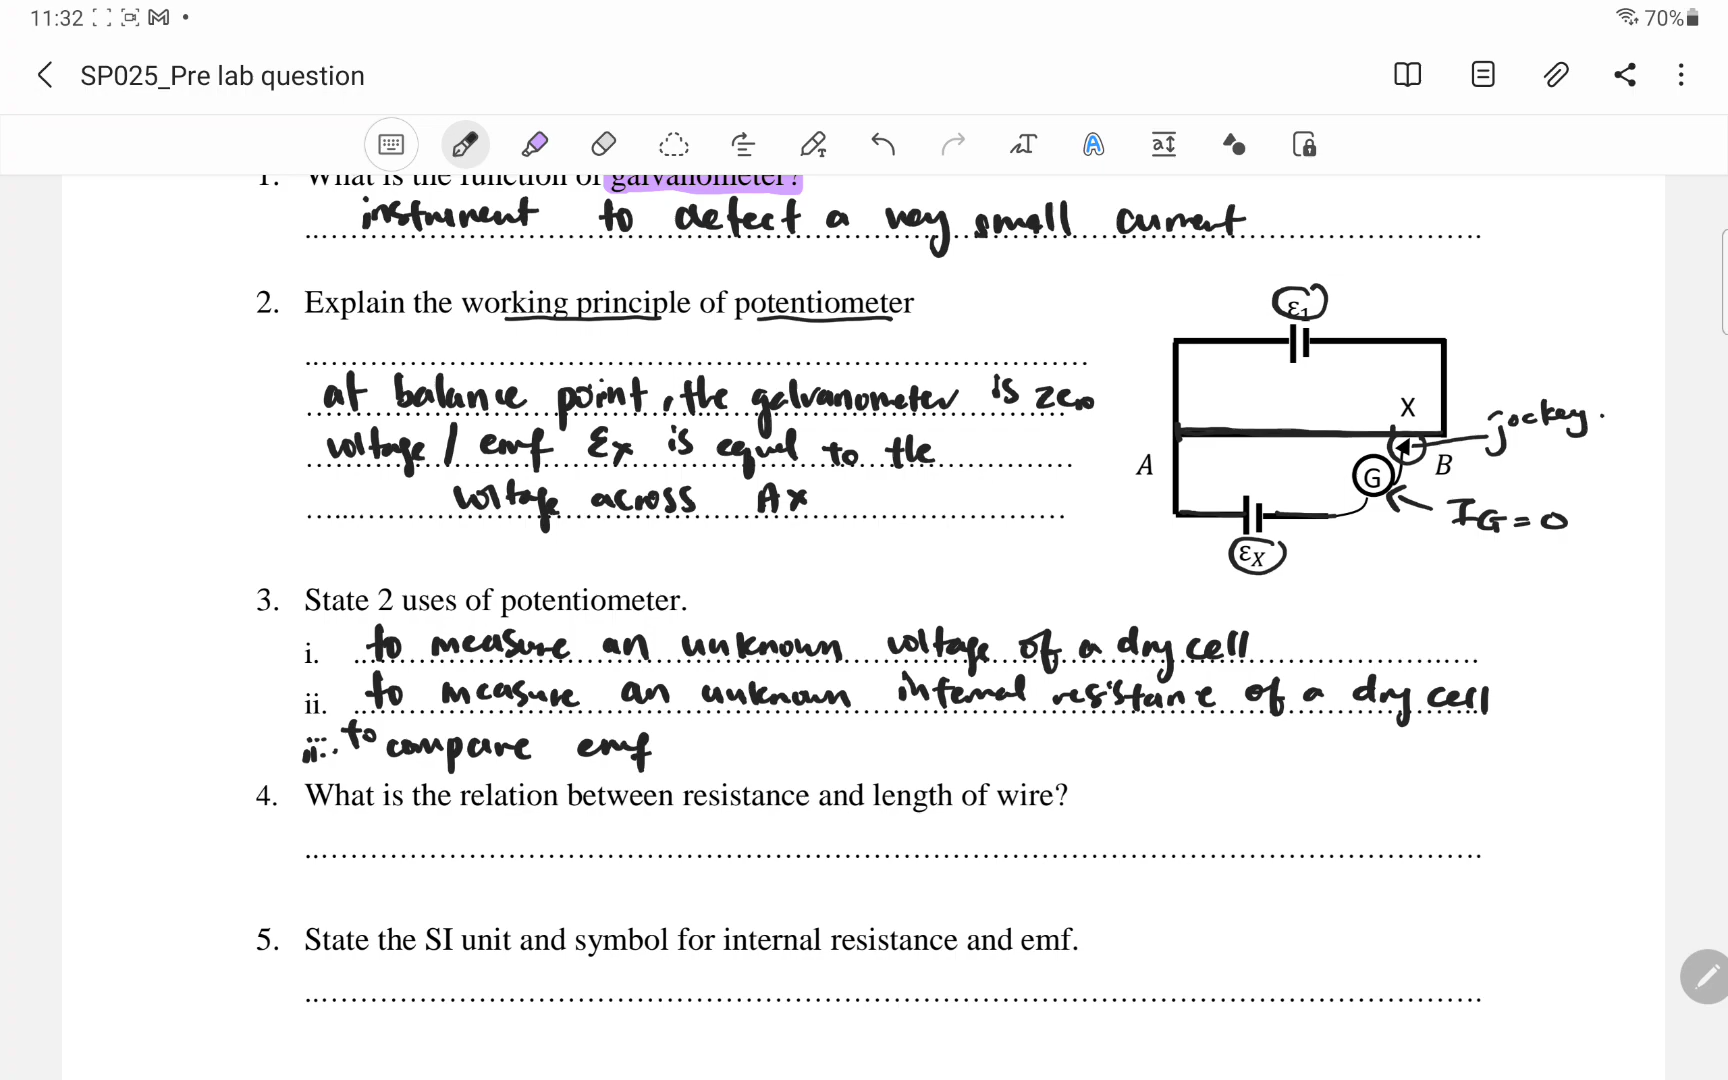 11:32
70%
SP025_Pre lab question
1. What is the function of galvanometer?
instrument to detect a very small current
2. Explain the working principle of potentiometer
at balance point, the galvanometer is zero
voltage / emf Ɛx is equal to the
voltage across Ax
ε1
X
jockey.
A
G
B
IG = 0
εX
3. State 2 uses of potentiometer.
i. to measure an unknown voltage of a dry cell
ii. to measure an unknown internal resistance of a dry cell
iii. to compare emf
4. What is the relation between resistance and length of wire?
5. State the SI unit and symbol for internal resistance and emf.